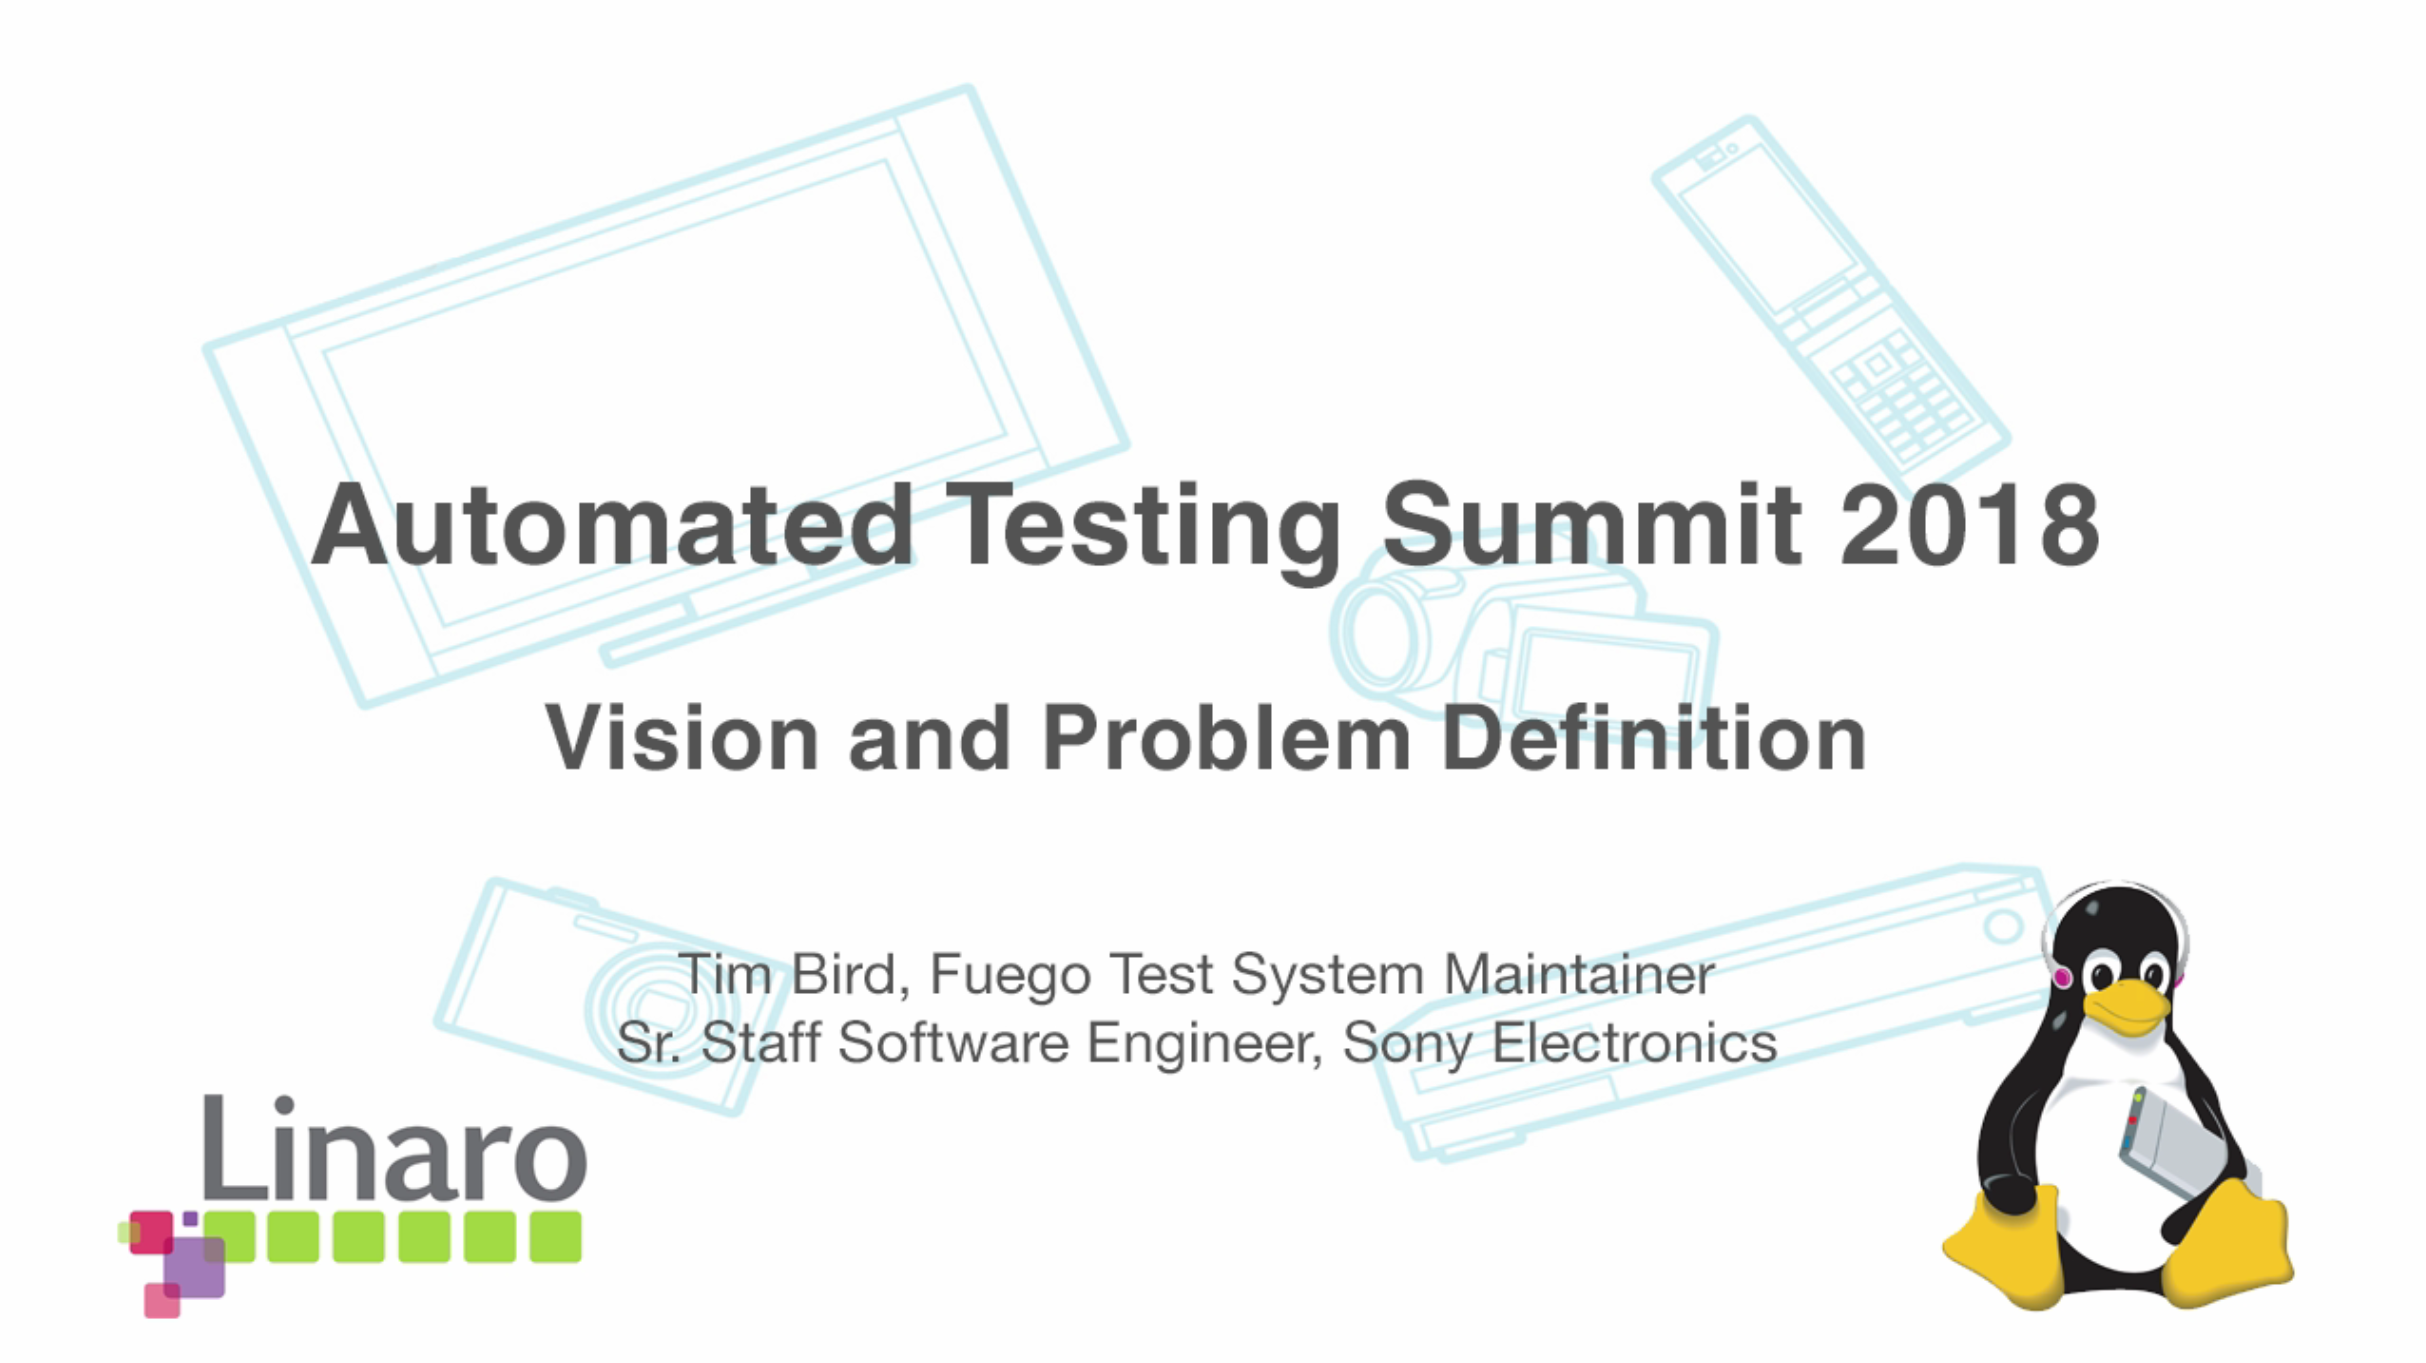 Automated Testing Summit 2018
Vision and Problem Definition
Tim Bird, Fuego Test System Maintainer
Sr. Staff Software Engineer, Sony Electronics
Linaro